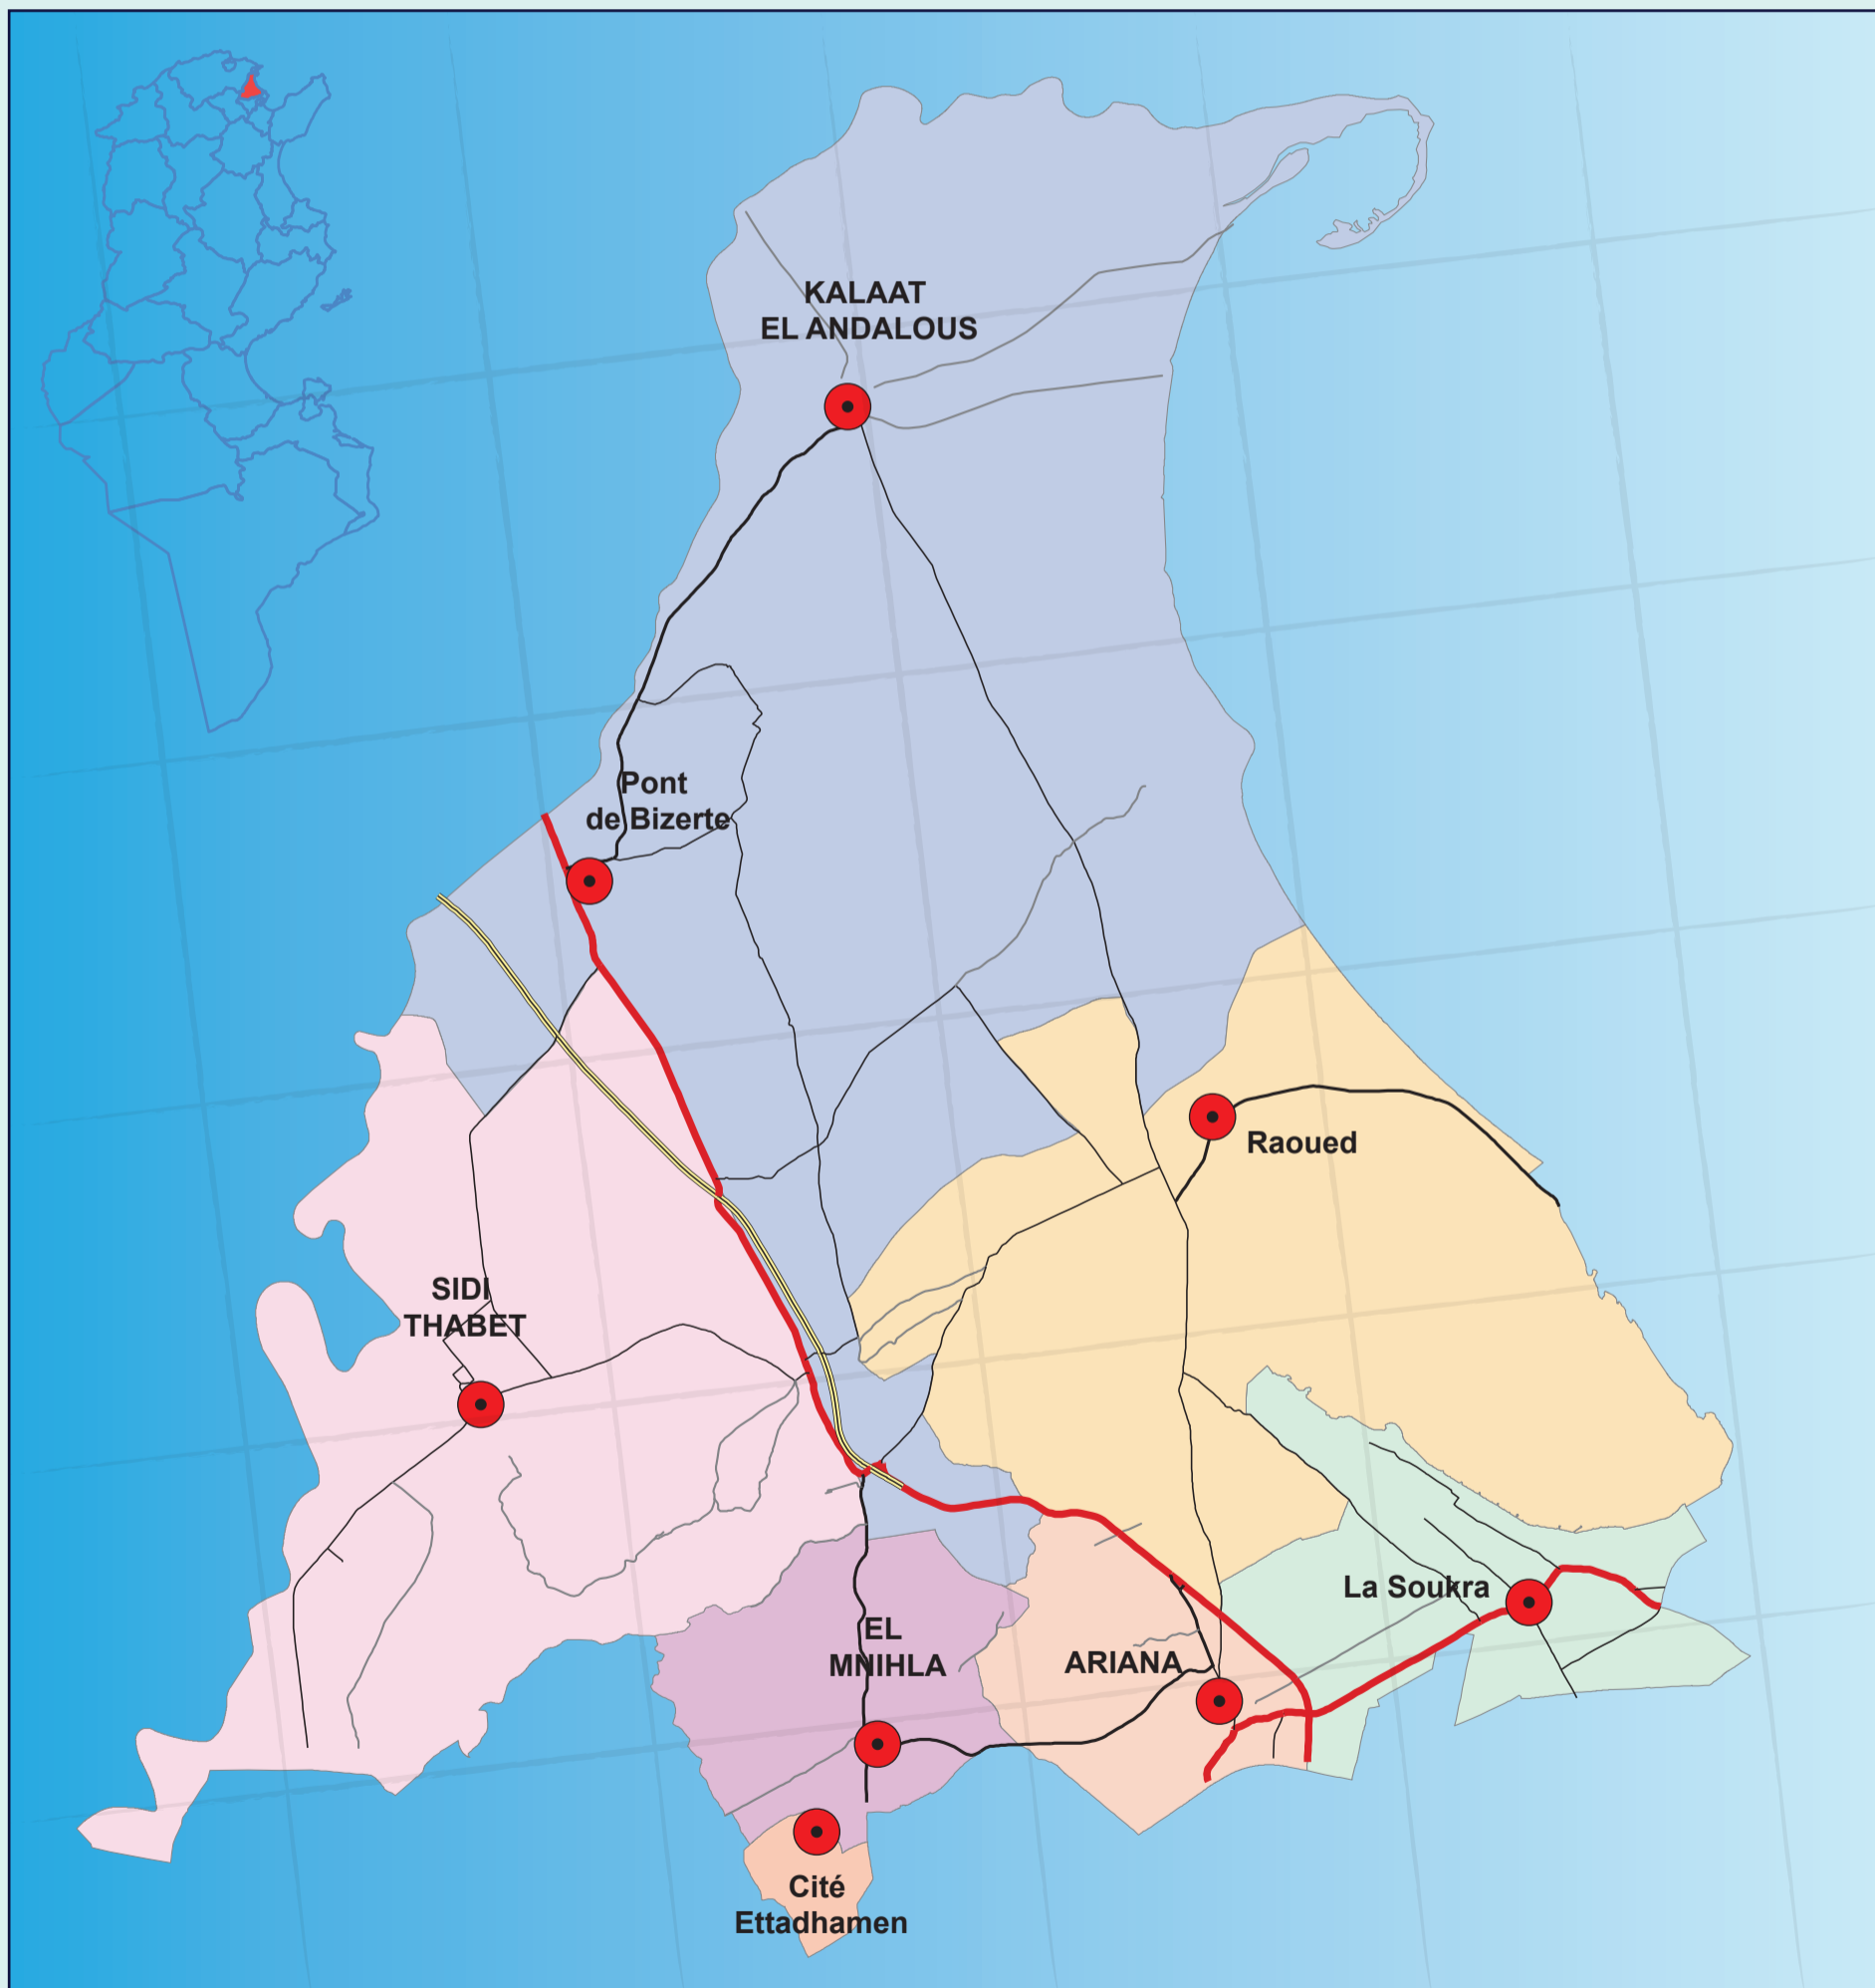 KALAAT
EL ANDALOUS
Pont
de Bizerte
Raoued
SIDI
THABET
La Soukra
EL
MNIHLA
ARIANA
Cité
Ettadhamen